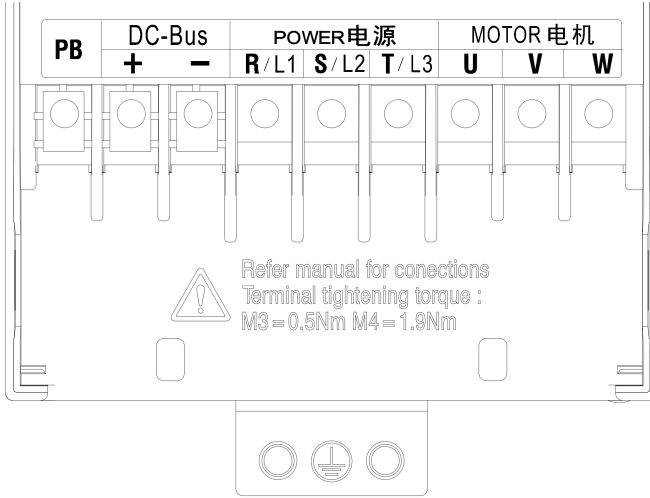 PB DC-Bus POWER电源 MOTOR 电机
+ − R/L1 S/L2 T/L3 U V W
Refer manual for conections
Terminal tightening torque :
M3=0.5Nm M4=1.9Nm